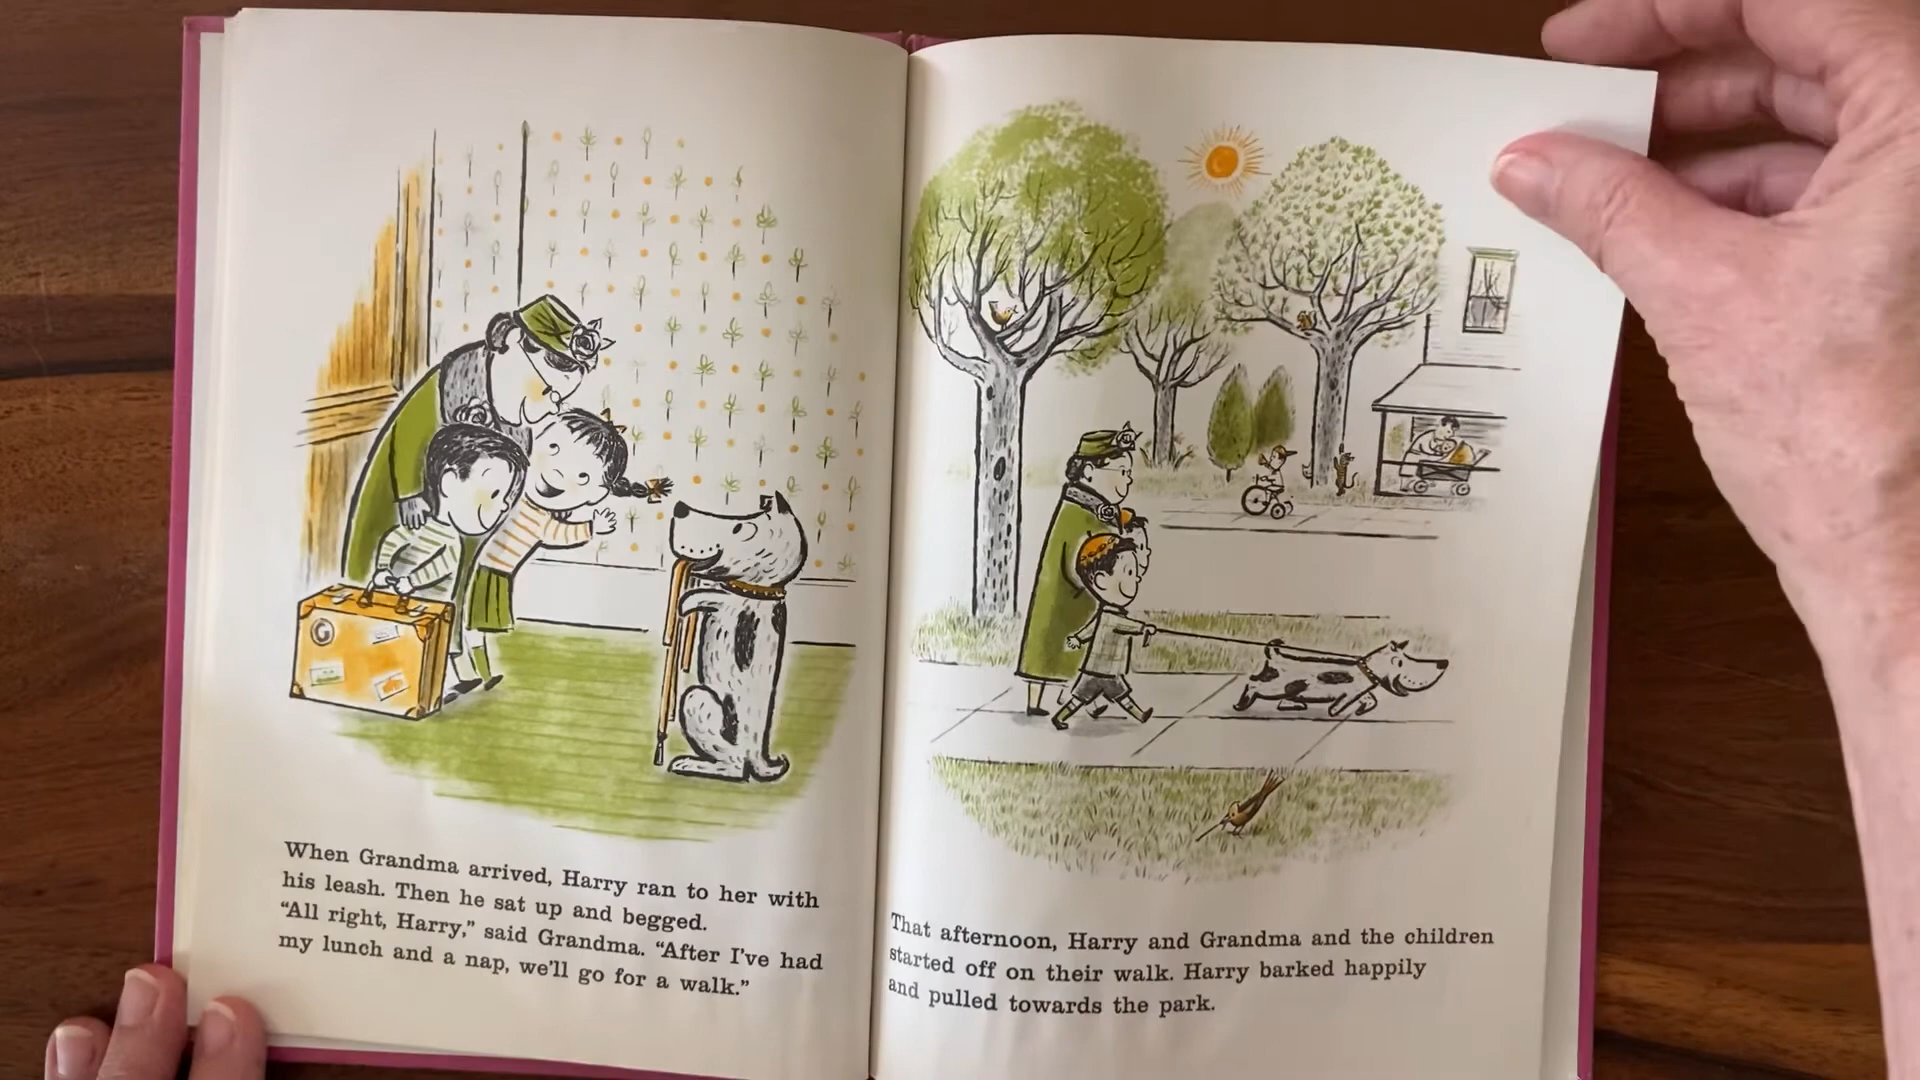 G
When Grandma arrived, Harry ran to her with
his leash. Then he sat up and begged.
“All right, Harry,” said Grandma. “After I’ve had
my lunch and a nap, we’ll go for a walk.”
That afternoon, Harry and Grandma and the children
started off on their walk. Harry barked happily
and pulled towards the park.